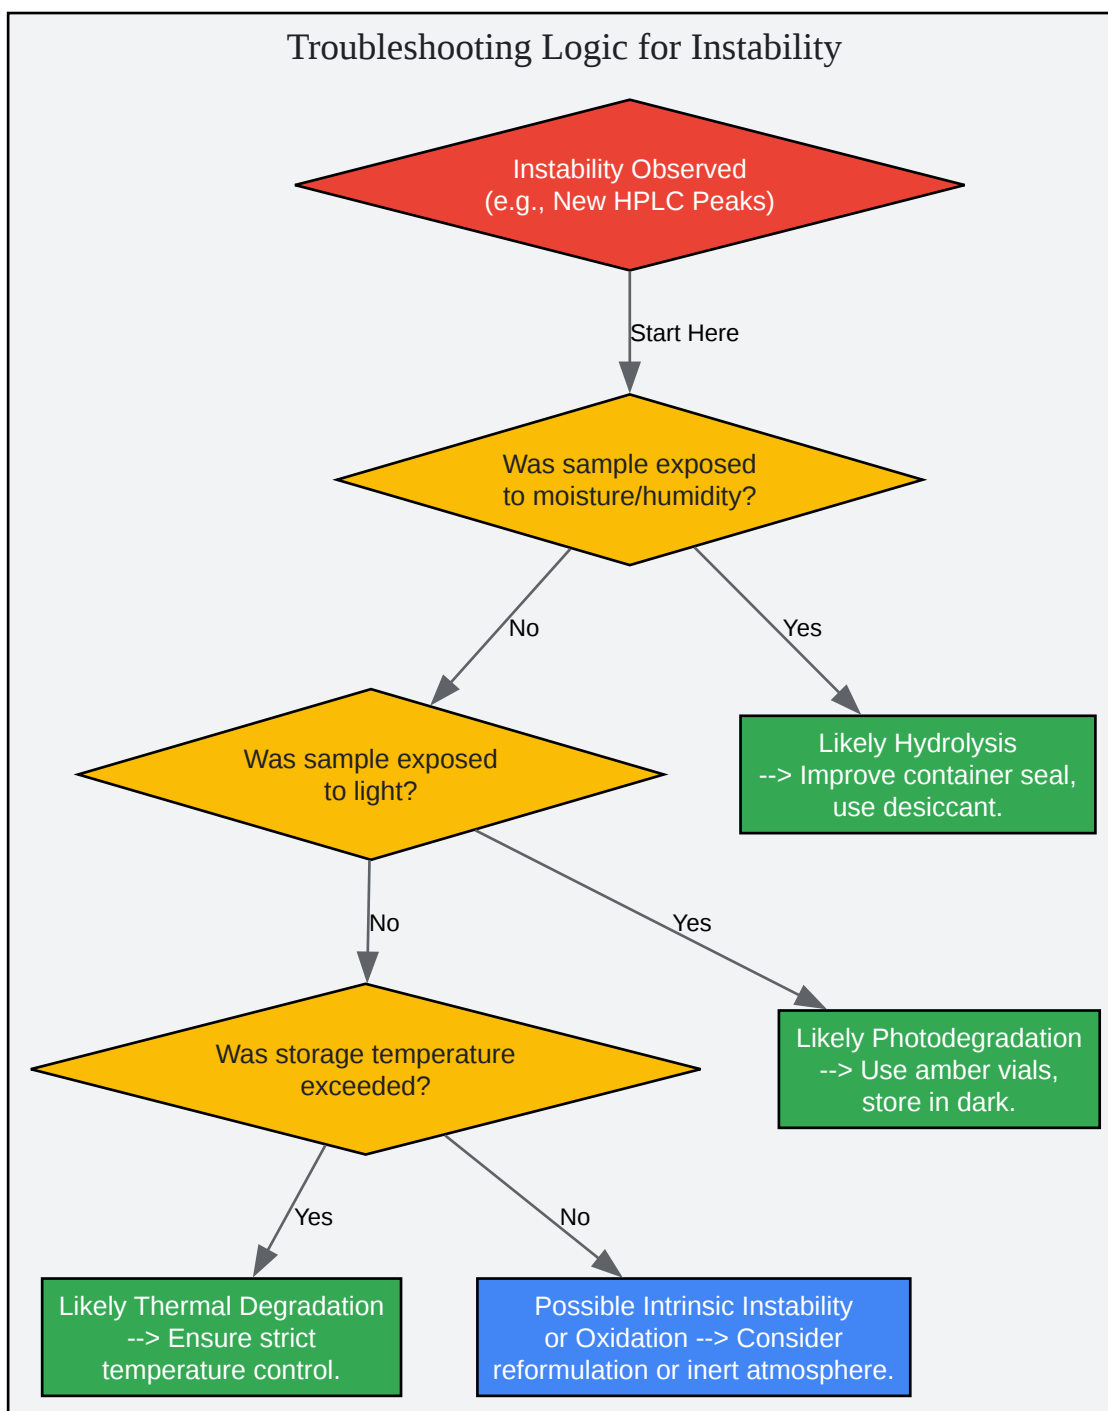 Troubleshooting Logic for Instability
Instability Observed
(e.g., New HPLC Peaks)
Start Here
Was sample exposed
to moisture/humidity?
No
Yes
Was sample exposed
to light?
Likely Hydrolysis
--> Improve container seal,
use desiccant.
No
Yes
Was storage temperature
exceeded?
Likely Photodegradation
--> Use amber vials,
store in dark.
Yes
No
Likely Thermal Degradation
--> Ensure strict
temperature control.
Possible Intrinsic Instability
or Oxidation --> Consider
reformulation or inert atmosphere.